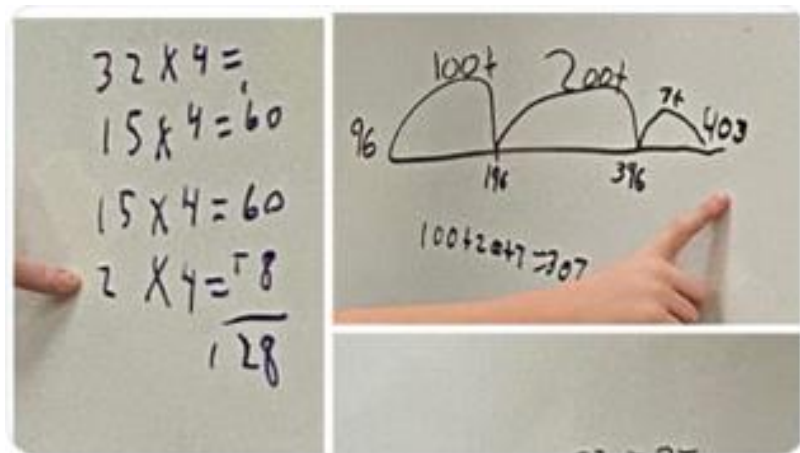 32 x 4 =
15 x 4 = 60
15 x 4 = 60
2 x 4 = +8
128
100+ 200+ 7+
96 403
196 396
100+200+7=307